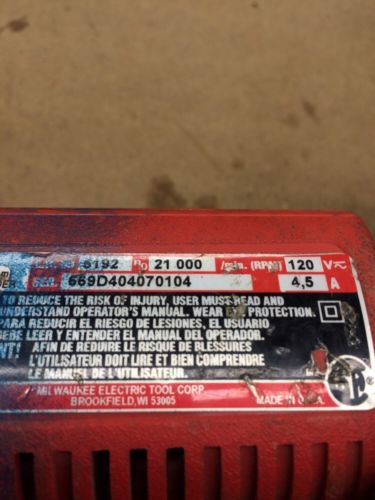 6192 n0 21 000 /min. (RPM) 120 V
SER. 569D404070104 4,5 A
TO REDUCE THE RISK OF INJURY, USER MUST READ AND
UNDERSTAND OPERATOR'S MANUAL. WEAR EYE PROTECTION.
PARA REDUCIR EL RIESGO DE LESIONES, EL USUARIO
DEBE LEER Y ENTENDER EL MANUAL DEL OPERADOR.
AFIN DE REDUIRE LE RISQUE DE BLESSURES
L'UTILISATEUR DOIT LIRE ET BIEN COMPRENDRE
LE MANUEL DE L'UTILISATEUR.
MILWAUKEE ELECTRIC TOOL CORP.
BROOKFIELD, WI 53005
MADE IN U.S.A.